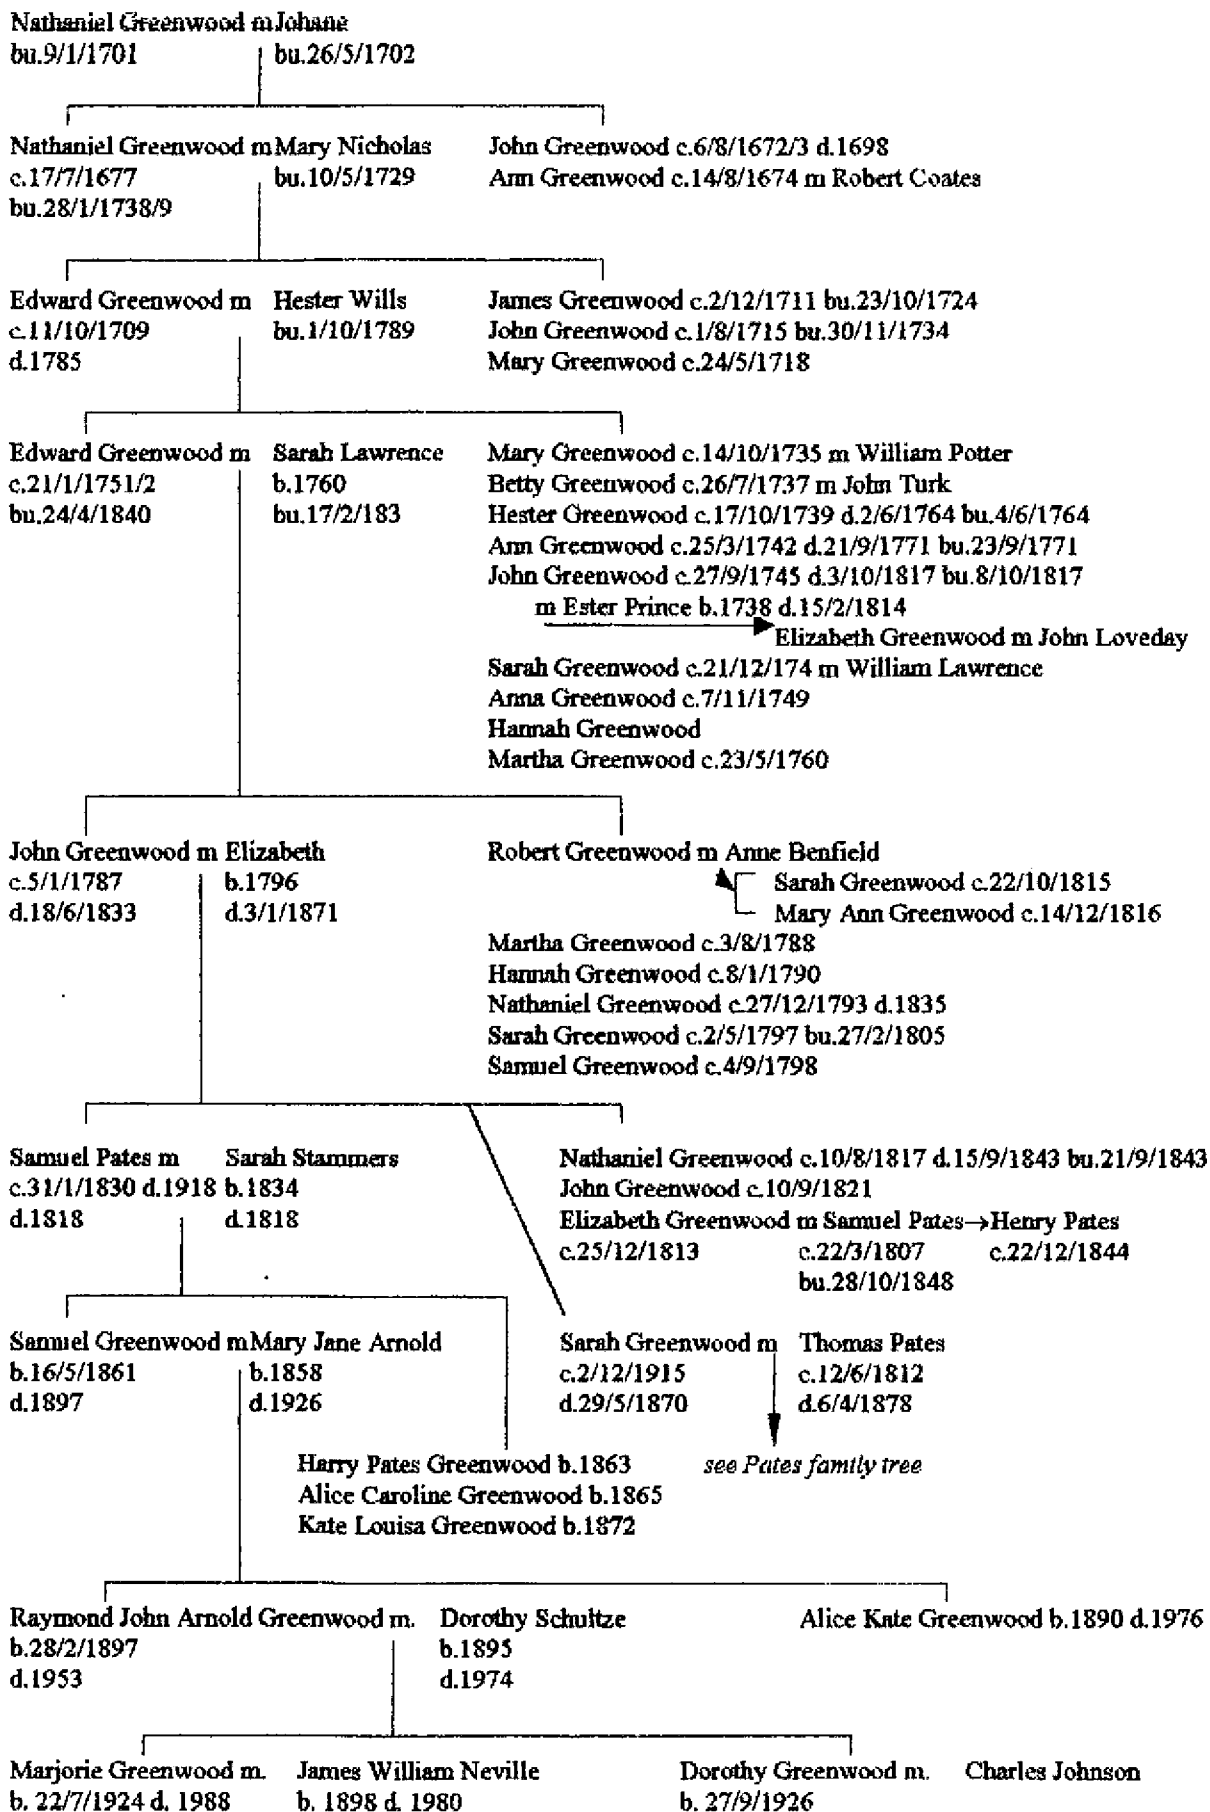 Nathaniel Greenwood m Johane
bu.9/1/1701 bu.26/5/1702
Nathaniel Greenwood m Mary Nicholas John Greenwood c.6/8/1672/3 d.1698
c.17/7/1677 bu.10/5/1729 Ann Greenwood c.14/8/1674 m Robert Coates
bu.28/1/1738/9
Edward Greenwood m Hester Wills James Greenwood c.2/12/1711 bu.23/10/1724
c.11/10/1709 bu.1/10/1789 John Greenwood c.1/8/1715 bu.30/11/1734
d.1785 Mary Greenwood c.24/5/1718
Edward Greenwood m Sarah Lawrence Mary Greenwood c.14/10/1735 m William Potter
c.21/1/1751/2 b.1760 Betty Greenwood c.26/7/1737 m John Turk
bu.24/4/1840 bu.17/2/183 Hester Greenwood c.17/10/1739 d.2/6/1764 bu.4/6/1764
Ann Greenwood c.25/3/1742 d.21/9/1771 bu.23/9/1771
John Greenwood c.27/9/1745 d.3/10/1817 bu.8/10/1817
m Ester Prince b.1738 d.15/2/1814
Elizabeth Greenwood m John Loveday
Sarah Greenwood c.21/12/174 m William Lawrence
Anna Greenwood c.7/11/1749
Hannah Greenwood
Martha Greenwood c.23/5/1760
John Greenwood m Elizabeth Robert Greenwood m Anne Benfield
c.5/1/1787 b.1796 Sarah Greenwood c.22/10/1815
d.18/6/1833 d.3/1/1871 Mary Ann Greenwood c.14/12/1816
Martha Greenwood c.3/8/1788
Hannah Greenwood c.8/1/1790
Nathaniel Greenwood c.27/12/1793 d.1835
Sarah Greenwood c.2/5/1797 bu.27/2/1805
Samuel Greenwood c.4/9/1798
Samuel Pates m Sarah Stammers Nathaniel Greenwood c.10/8/1817 d.15/9/1843 bu.21/9/1843
c.31/1/1830 d.1918 b.1834 John Greenwood c.10/9/1821
d.1818 d.1818 Elizabeth Greenwood m Samuel Pates→Henry Pates
c.25/12/1813 c.22/3/1807 c.22/12/1844
bu.28/10/1848
Samuel Greenwood m Mary Jane Arnold Sarah Greenwood m Thomas Pates
b.16/5/1861 b.1858 c.2/12/1915 c.12/6/1812
d.1897 d.1926 d.29/5/1870 d.6/4/1878
Harry Pates Greenwood b.1863 see Pates family tree
Alice Caroline Greenwood b.1865
Kate Louisa Greenwood b.1872
Raymond John Arnold Greenwood m. Dorothy Schultze Alice Kate Greenwood b.1890 d.1976
b.28/2/1897 b.1895
d.1953 d.1974
Marjorie Greenwood m. James William Neville Dorothy Greenwood m. Charles Johnson
b. 22/7/1924 d. 1988 b. 1898 d. 1980 b. 27/9/1926